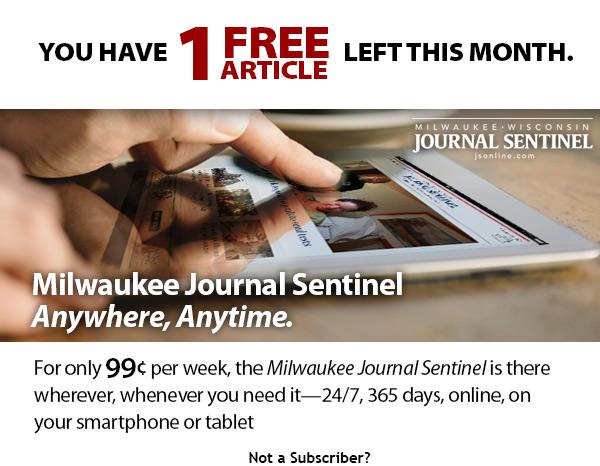 YOU HAVE 1 FREE ARTICLE LEFT THIS MONTH.
MILWAUKEE · WISCONSIN
JOURNAL SENTINEL
jsonline.com
Milwaukee Journal Sentinel
Anywhere, Anytime.
For only 99¢ per week, the Milwaukee Journal Sentinel is there
wherever, whenever you need it—24/7, 365 days, online, on
your smartphone or tablet
Not a Subscriber?